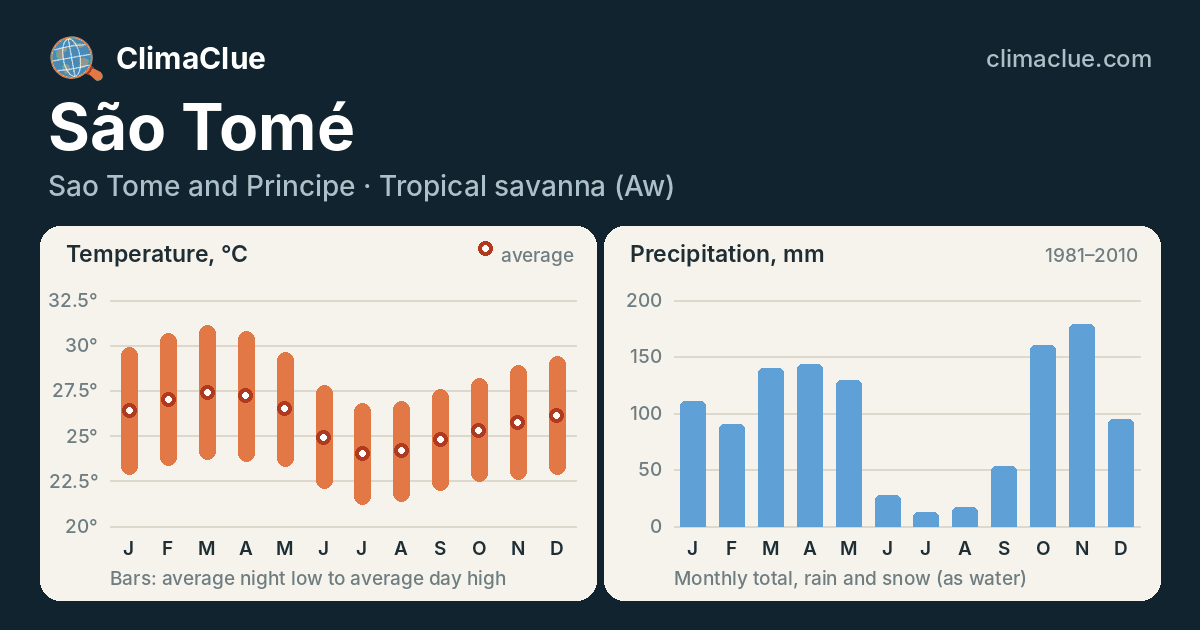 ClimaClue
climaclue.com
São Tomé
Sao Tome and Principe · Tropical savanna (Aw)
Temperature, °C
average
32.5°
30°
27.5°
25°
22.5°
20°
J F M A M J J A S O N D
Bars: average night low to average day high
Precipitation, mm
1981–2010
200
150
100
50
0
J F M A M J J A S O N D
Monthly total, rain and snow (as water)